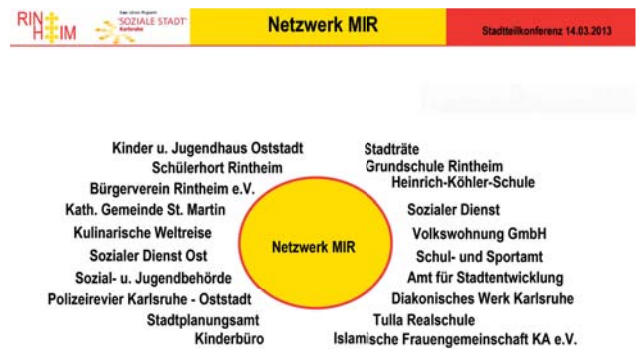 RIN HEIM
SOZIALE STADT
Karlsruhe
Netzwerk MIR
Stadtteilkonferenz 14.03.2013
Kinder u. Jugendhaus Oststadt
Schülerhort Rintheim
Bürgerverein Rintheim e.V.
Kath. Gemeinde St. Martin
Kulinarische Weltreise
Sozialer Dienst Ost
Sozial- u. Jugendbehörde
Polizeirevier Karlsruhe - Oststadt
Stadtplanungsamt
Kinderbüro
Netzwerk MIR
Stadträte
Grundschule Rintheim
Heinrich-Köhler-Schule
Sozialer Dienst
Volkswohnung GmbH
Schul- und Sportamt
Amt für Stadtentwicklung
Diakonisches Werk Karlsruhe
Tulla Realschule
Islamische Frauengemeinschaft KA e.V.